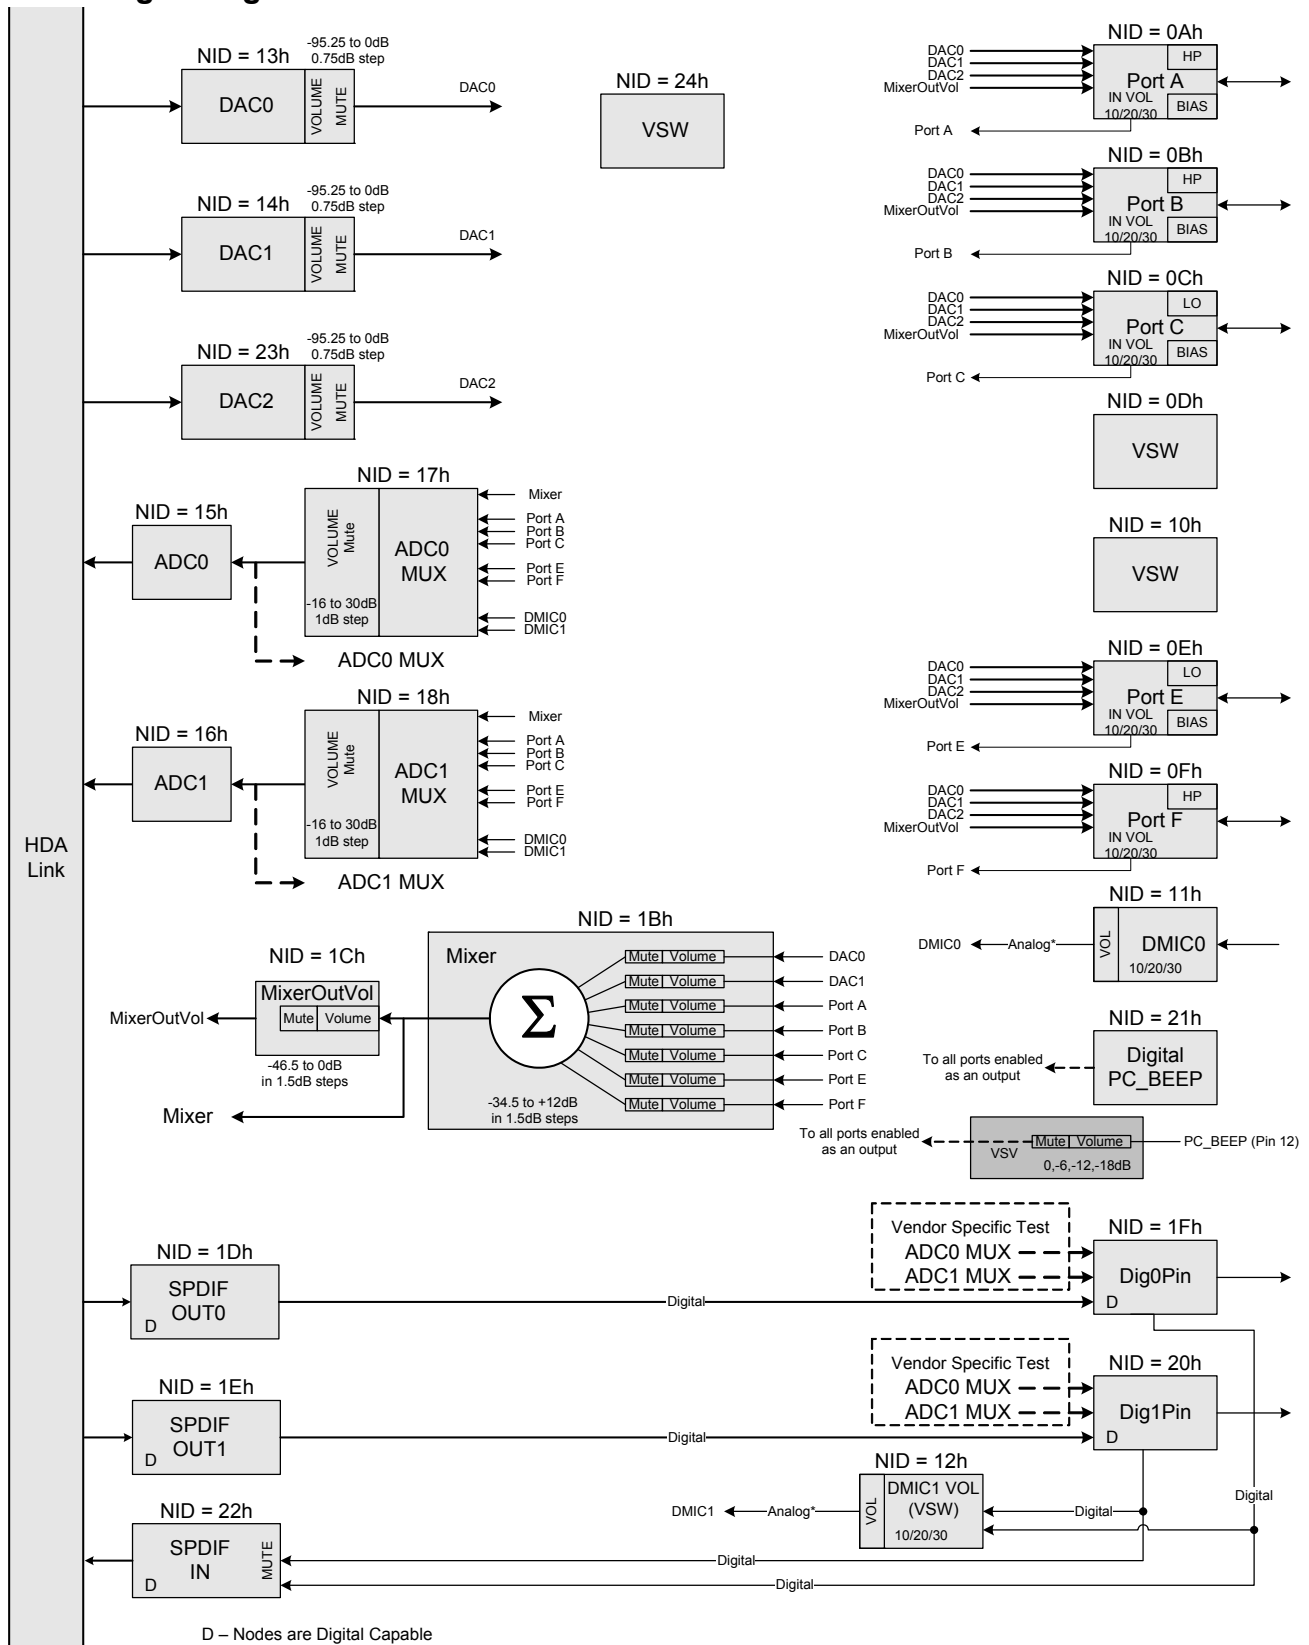 HDA
Link
NID = 13h
-95.25 to 0dB
0.75dB step
DAC0
VOLUME
MUTE
DAC0
NID = 14h
-95.25 to 0dB
0.75dB step
DAC1
VOLUME
MUTE
DAC1
NID = 23h
-95.25 to 0dB
0.75dB step
DAC2
VOLUME
MUTE
DAC2
NID = 24h
VSW
NID = 0Ah
DAC0
DAC1
DAC2
MixerOutVol
HP
Port A
IN VOL
10/20/30
BIAS
Port A
NID = 0Bh
DAC0
DAC1
DAC2
MixerOutVol
HP
Port B
IN VOL
10/20/30
BIAS
Port B
NID = 0Ch
DAC0
DAC1
DAC2
MixerOutVol
LO
Port C
IN VOL
10/20/30
BIAS
Port C
NID = 0Dh
VSW
NID = 10h
VSW
NID = 17h
NID = 15h
ADC0
VOLUME
Mute
-16 to 30dB
1dB step
ADC0
MUX
Mixer
Port A
Port B
Port C
Port E
Port F
DMIC0
DMIC1
ADC0 MUX
NID = 18h
NID = 16h
ADC1
VOLUME
Mute
-16 to 30dB
1dB step
ADC1
MUX
Mixer
Port A
Port B
Port C
Port E
Port F
DMIC0
DMIC1
ADC1 MUX
NID = 0Eh
DAC0
DAC1
DAC2
MixerOutVol
LO
Port E
IN VOL
10/20/30
BIAS
Port E
NID = 0Fh
DAC0
DAC1
DAC2
MixerOutVol
HP
Port F
IN VOL
10/20/30
Port F
NID = 11h
DMIC0
Analog*
VOL
DMIC0
10/20/30
NID = 1Bh
Mixer
Σ
Mute Volume
DAC0
Mute Volume
DAC1
Mute Volume
Port A
Mute Volume
Port B
Mute Volume
Port C
Mute Volume
Port E
Mute Volume
Port F
-34.5 to +12dB
in 1.5dB steps
NID = 1Ch
MixerOutVol
Mute Volume
MixerOutVol
-46.5 to 0dB
in 1.5dB steps
Mixer
NID = 21h
To all ports enabled
as an output
Digital
PC_BEEP
To all ports enabled
as an output
VSV
Mute Volume
0,-6,-12,-18dB
PC_BEEP (Pin 12)
NID = 1Dh
SPDIF
OUT0
D
Digital
Vendor Specific Test
ADC0 MUX
ADC1 MUX
NID = 1Fh
Dig0Pin
D
NID = 1Eh
SPDIF
OUT1
D
Digital
Vendor Specific Test
ADC0 MUX
ADC1 MUX
NID = 20h
Dig1Pin
D
NID = 12h
DMIC1
Analog*
VOL
DMIC1 VOL
(VSW)
10/20/30
Digital
Digital
NID = 22h
SPDIF
IN
D
MUTE
Digital
Digital
D – Nodes are Digital Capable